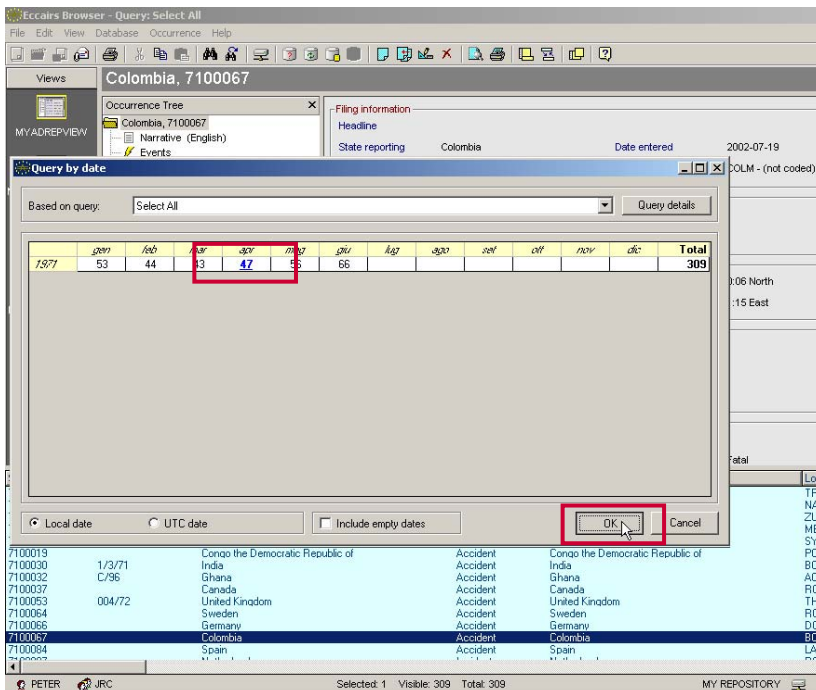 Eccairs Browser - Query: Select All
File Edit View Database Occurrence Help
Views
Colombia, 7100067
MYADREPVIEW
Occurrence Tree
Colombia, 7100067
Narrative (English)
Events
Filing information
Headline
State reporting Colombia Date entered 2002-07-19
COLM - (not coded)
Query by date
Based on query: Select All Query details
gen feb mar apr mag giu lug ago set ott nov dic Total
1971 53 44 43 47 56 66 309
0:06 North
:15 East
Fatal
Local date UTC date Include empty dates OK Cancel
7100019 Congo the Democratic Republic of Accident Congo the Democratic Republic of
7100030 1/3/71 India Accident India
7100032 C/96 Ghana Accident Ghana
7100037 Canada Accident Canada
7100053 004/72 United Kingdom Accident United Kingdom
7100064 Sweden Accident Sweden
7100066 Germany Accident Germany
7100067 Colombia Accident Colombia
7100084 Spain Accident Spain
PETER JRC Selected: 1 Visible: 309 Total: 309 MY REPOSITORY